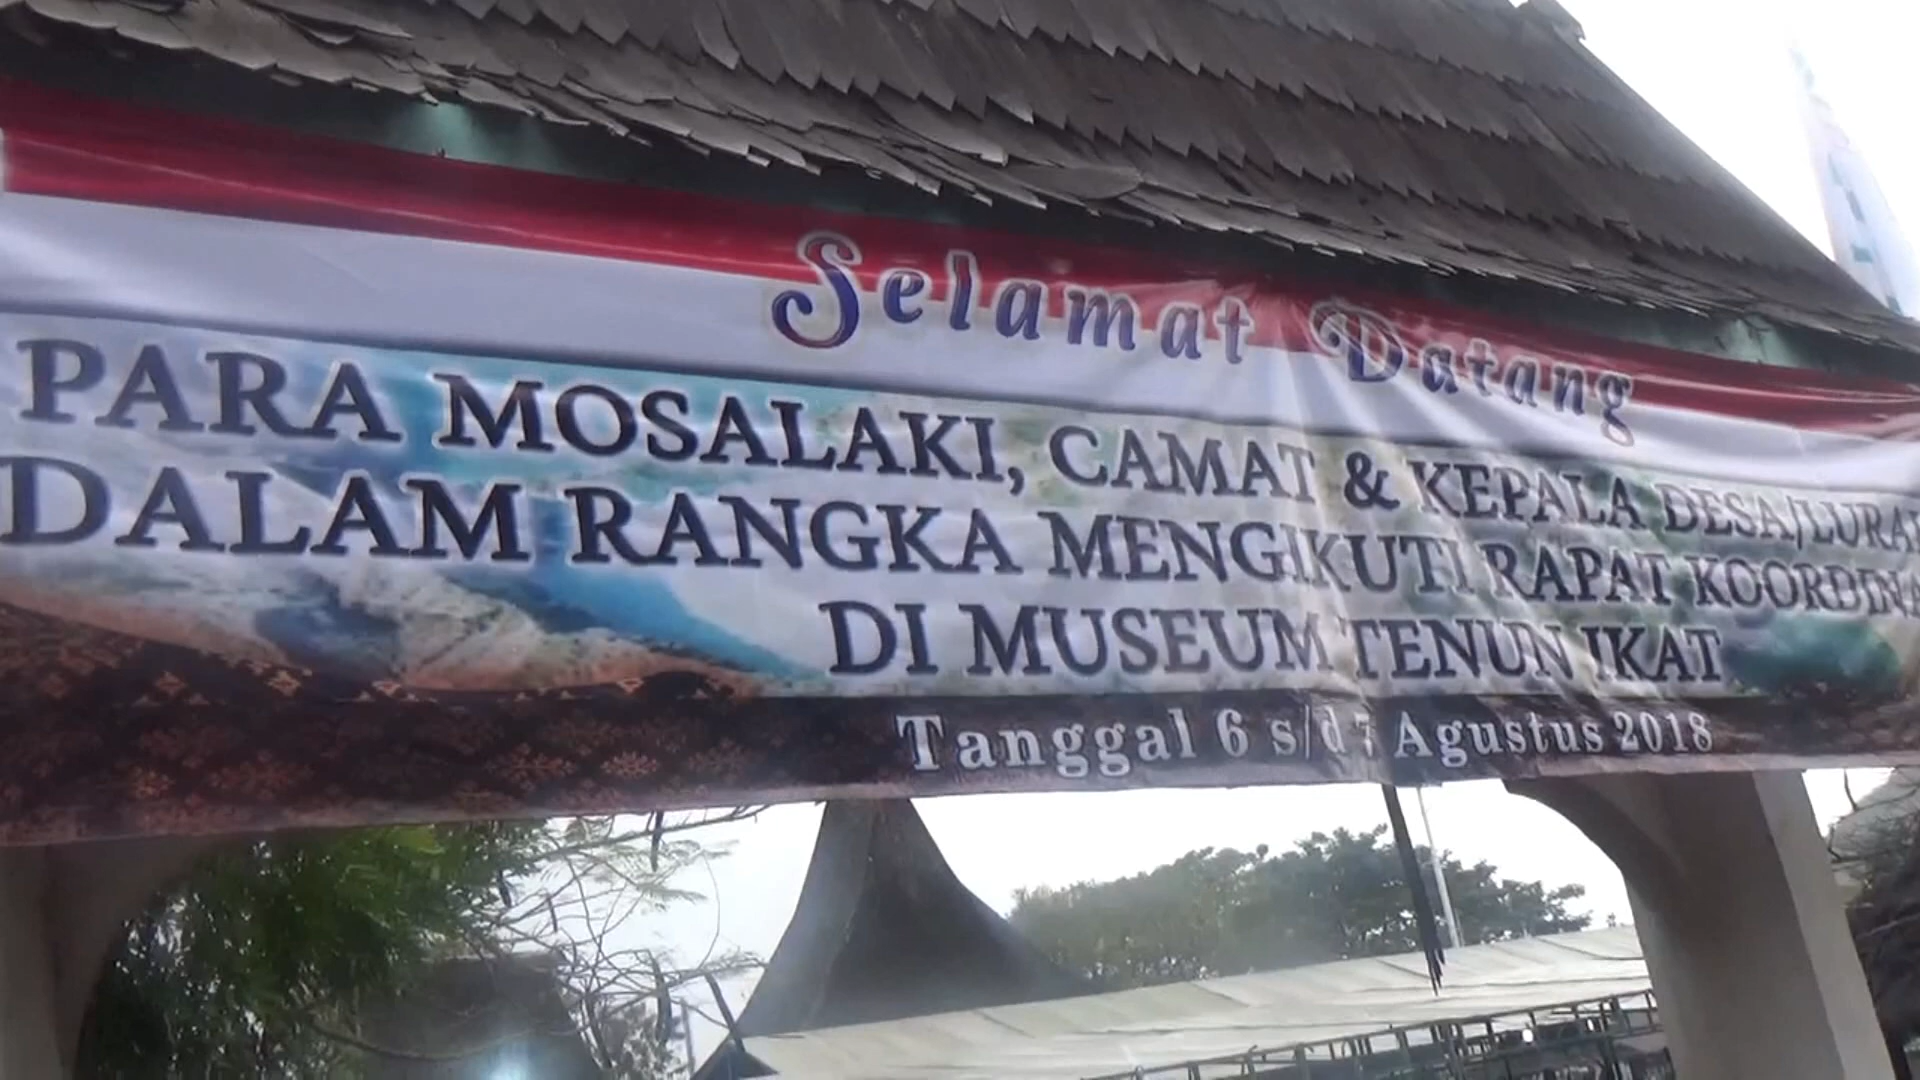 Selamat Datang
PARA MOSALAKI, CAMAT & KEPALA DESA/LURAH
DALAM RANGKA MENGIKUTI RAPAT KOORDINA
DI MUSEUM TENUN IKAT
Tanggal 6 s/d 7 Agustus 2018